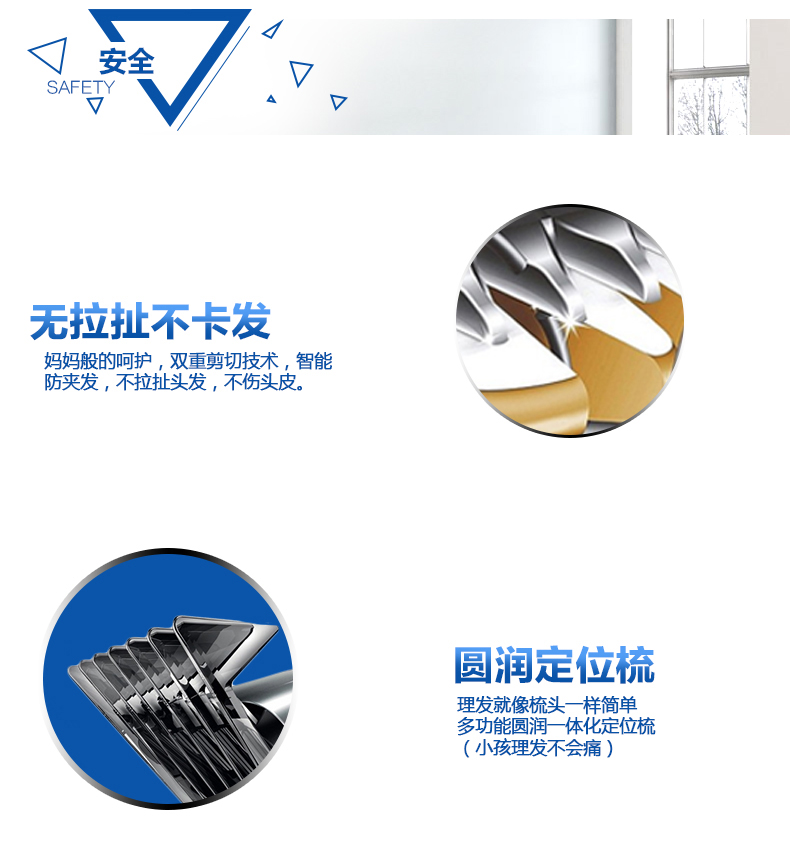 安全
SAFETY
无拉扯不卡发
妈妈般的呵护，双重剪切技术，智能
防夹发，不拉扯头发，不伤头皮。
圆润定位梳
理发就像梳头一样简单
多功能圆润一体化定位梳
（小孩理发不会痛）